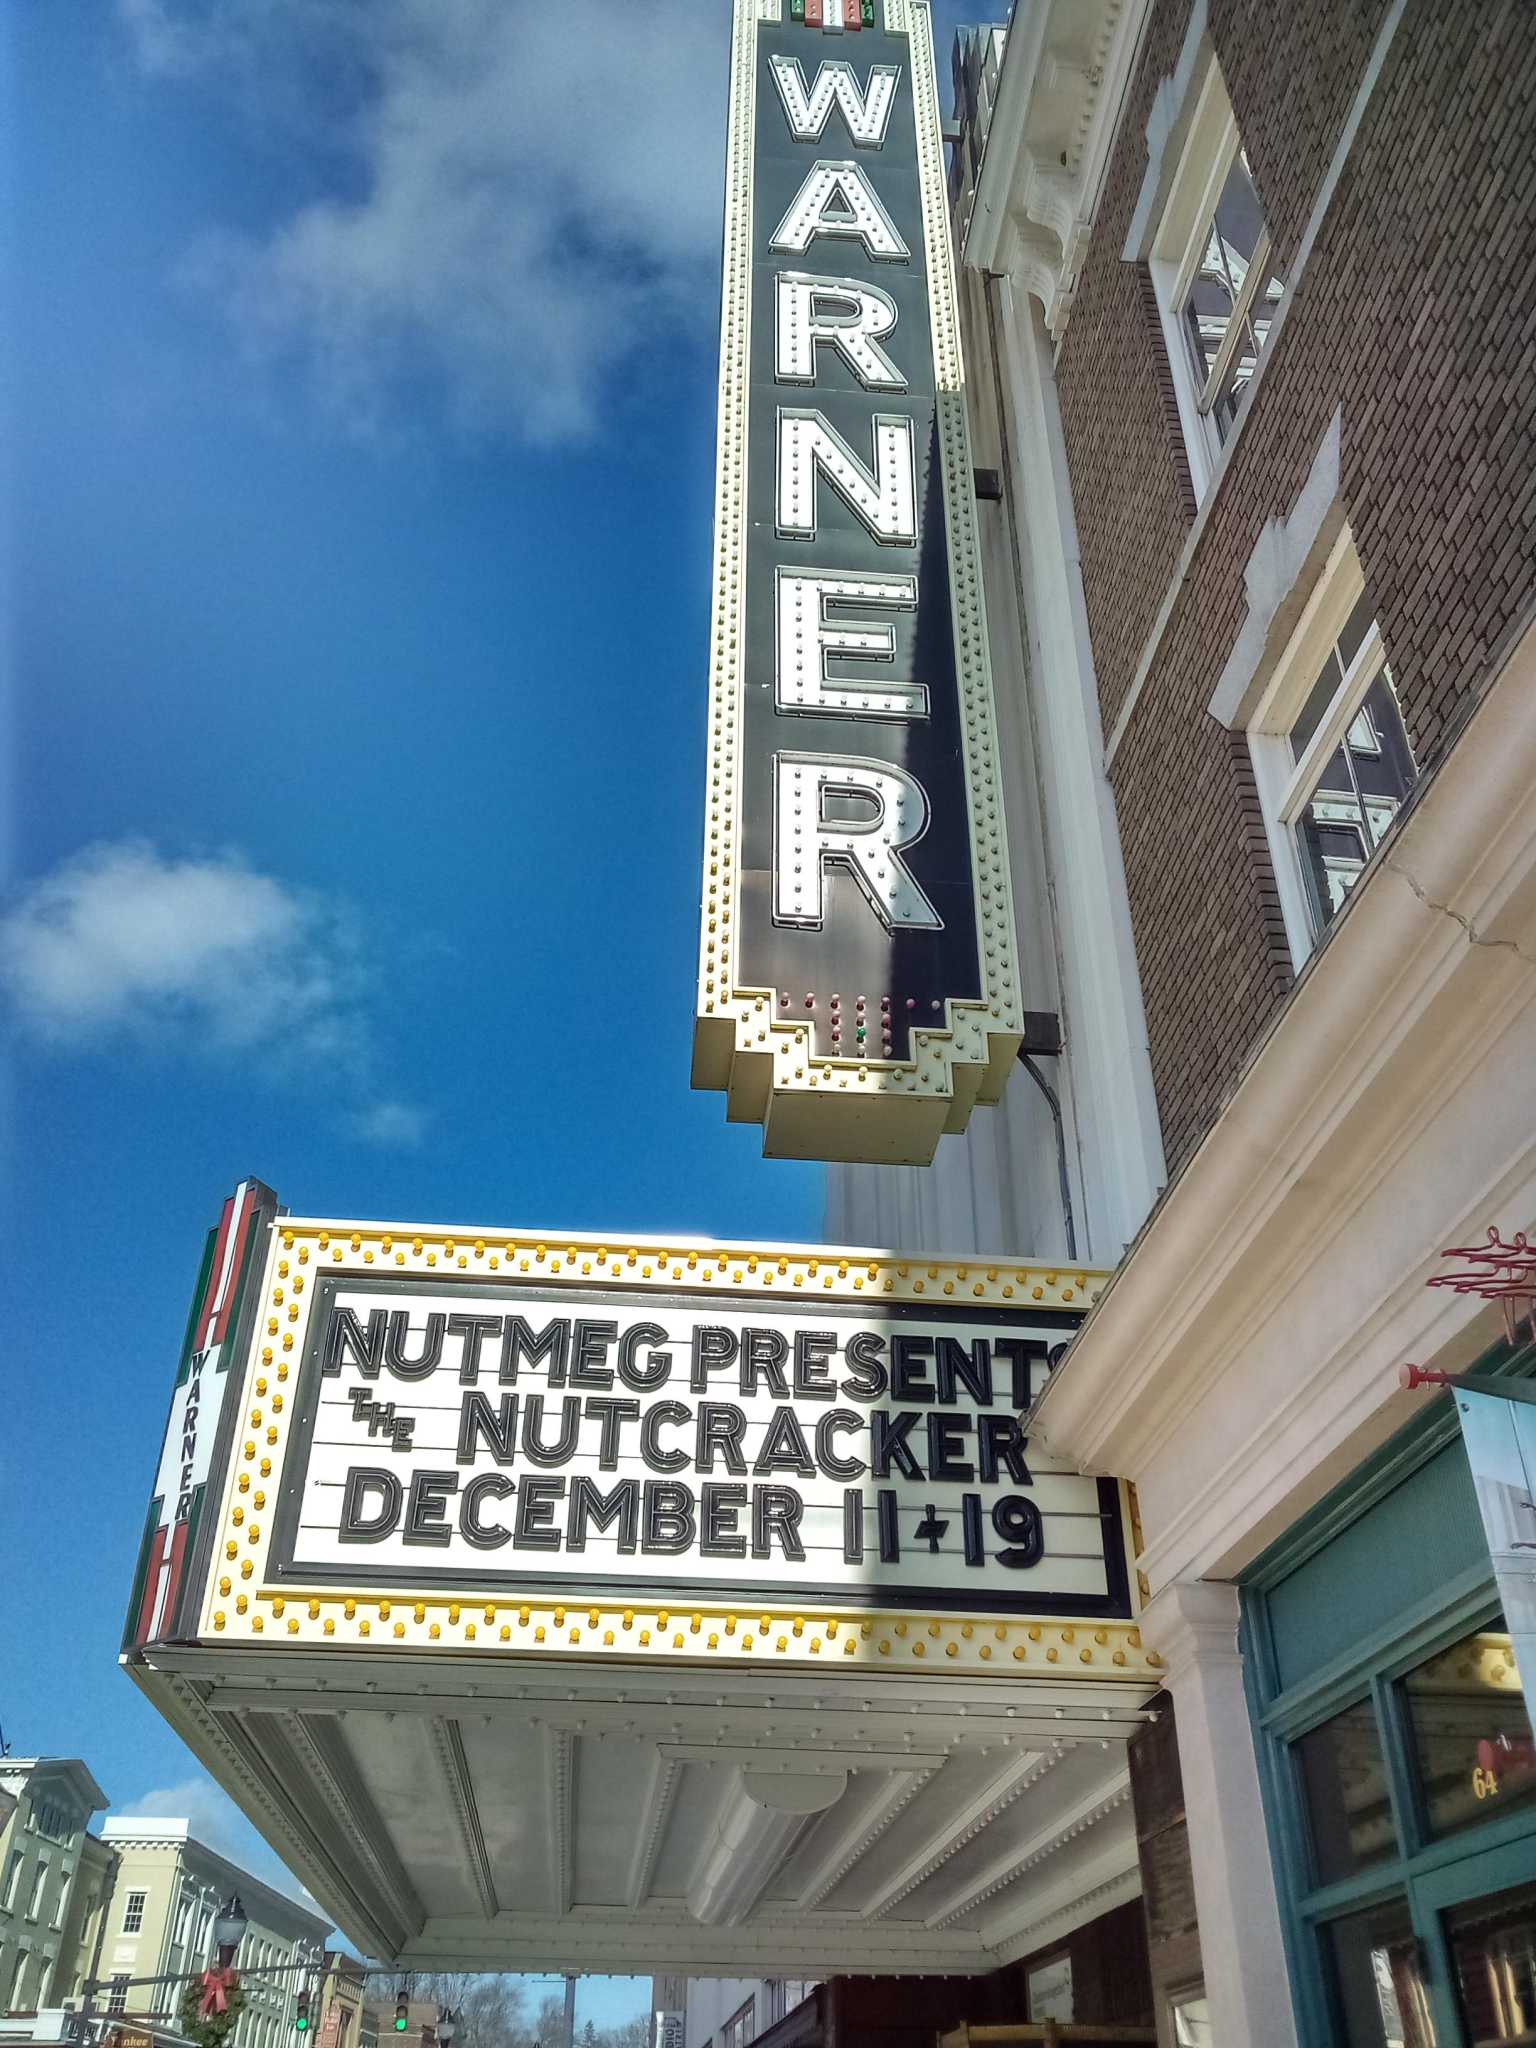 WARNER
NUTMEG PRESENTS
THE NUTCRACKER
DECEMBER 11 + 19
WARNER
64